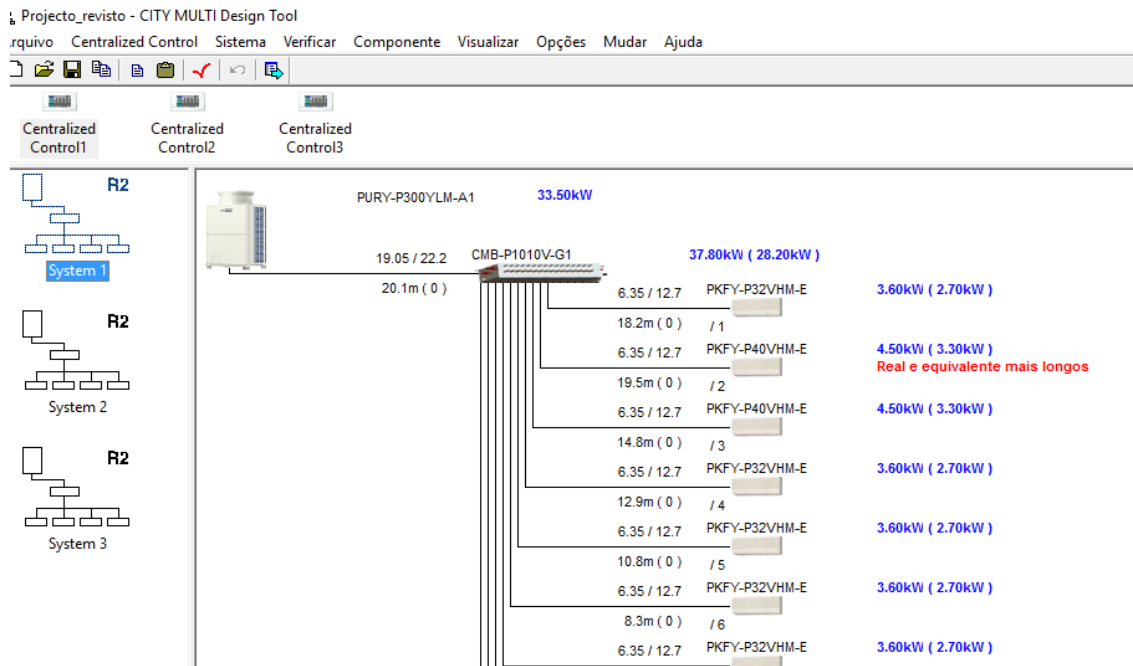 Projecto_revisto - CITY MULTI Design Tool
rquivo Centralized Control Sistema Verificar Componente Visualizar Opções Mudar Ajuda
Centralized Control1
Centralized Control2
Centralized Control3
R2
System 1
R2
System 2
R2
System 3
PURY-P300YLM-A1 33.50kW
19.05 / 22.2 CMB-P1010V-G1 37.80kW ( 28.20kW )
20.1m ( 0 )
6.35 / 12.7 PKFY-P32VHM-E 3.60kW ( 2.70kW )
18.2m ( 0 ) / 1
6.35 / 12.7 PKFY-P40VHM-E 4.50kW ( 3.30kW )
Real e equivalente mais longos
19.5m ( 0 ) / 2
6.35 / 12.7 PKFY-P40VHM-E 4.50kW ( 3.30kW )
14.8m ( 0 ) / 3
6.35 / 12.7 PKFY-P32VHM-E 3.60kW ( 2.70kW )
12.9m ( 0 ) / 4
6.35 / 12.7 PKFY-P32VHM-E 3.60kW ( 2.70kW )
10.8m ( 0 ) / 5
6.35 / 12.7 PKFY-P32VHM-E 3.60kW ( 2.70kW )
8.3m ( 0 ) / 6
6.35 / 12.7 PKFY-P32VHM-E 3.60kW ( 2.70kW )